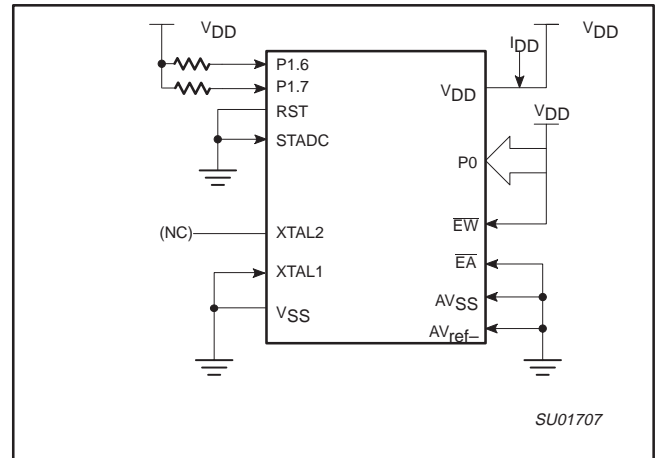 VDD
P1.6
P1.7
RST
STADC
(NC)
XTAL2
XTAL1
VSS
IDD
VDD
VDD
VDD
P0
EW
EA
AVSS
AVref–
SU01707